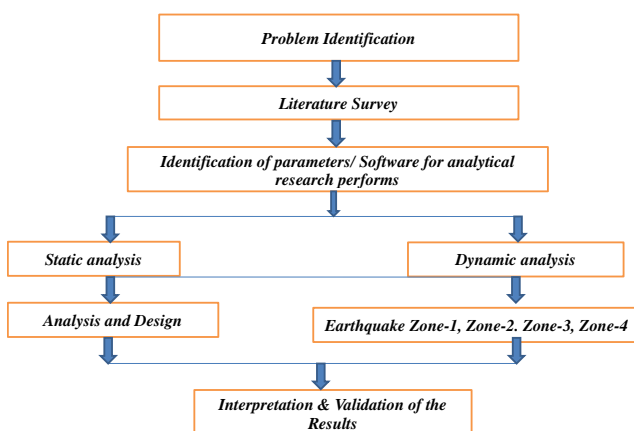 Problem Identification
Literature Survey
Identification of parameters/ Software for analytical
research performs
Static analysis
Dynamic analysis
Analysis and Design
Earthquake Zone-1, Zone-2. Zone-3, Zone-4
Interpretation & Validation of the
Results